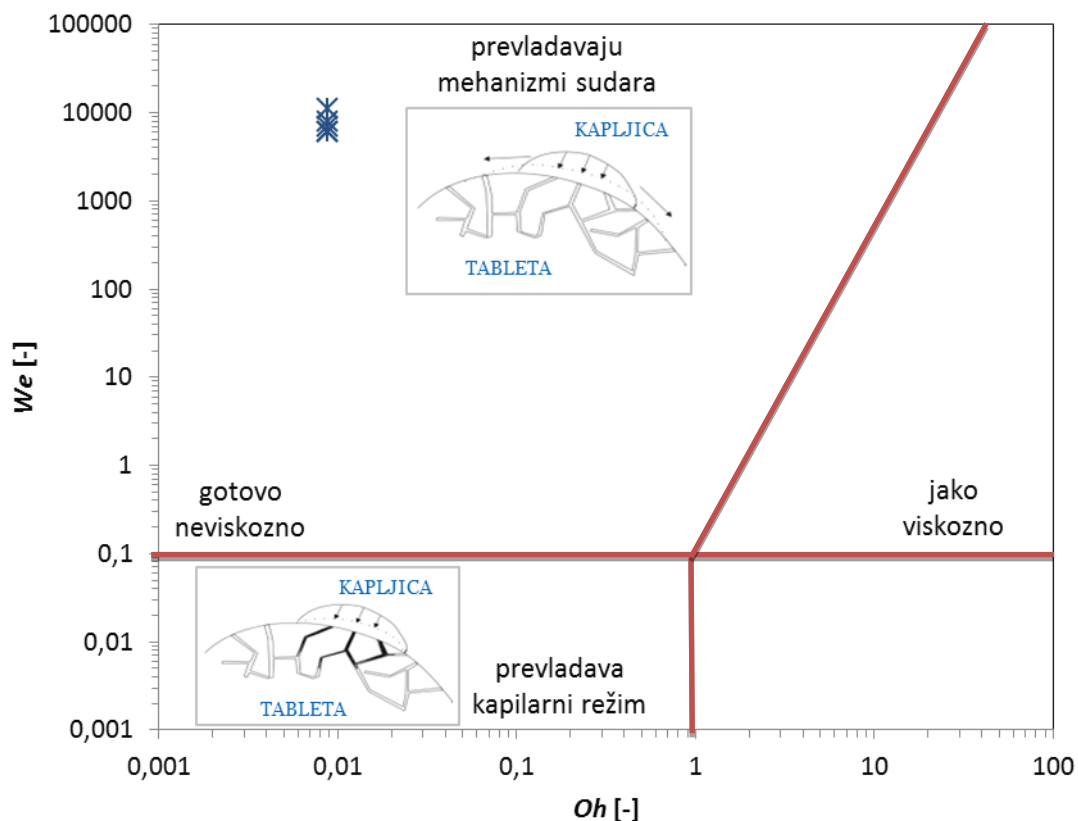 100000
10000
1000
100
10
1
0,1
0,01
0,001
We [-]
prevladavaju
mehanizmi sudara
KAPLJICA
TABLETA
gotovo
neviskozno
jako
viskozno
KAPLJICA
TABLETA
prevladava
kapilarni režim
0,001 0,01 0,1 1 10 100
Oh [-]